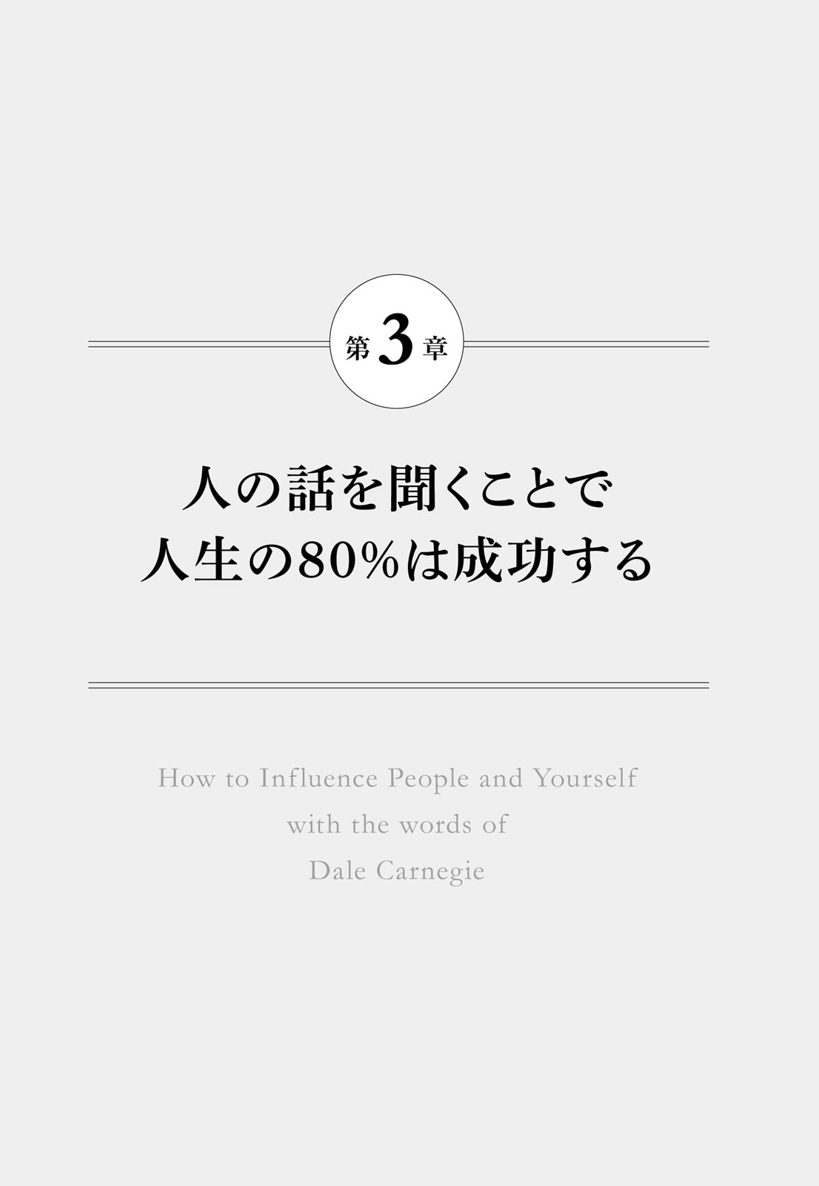 第3章
人の話を聞くことで
人生の80%は成功する
How to Influence People and Yourself
with the words of
Dale Carnegie